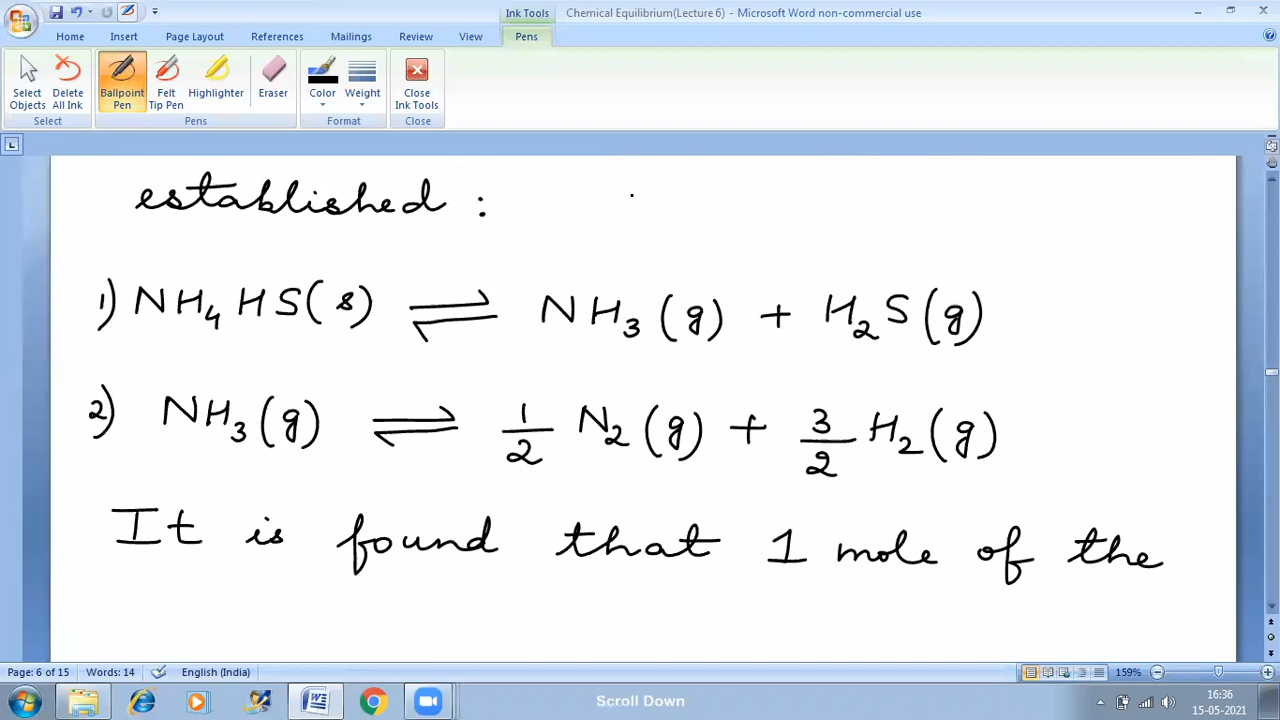 Ink Tools
Chemical Equilibrium(Lecture 6) - Microsoft Word non-commercial use
Home Insert Page Layout References Mailings Review View Pens
Select Objects
Delete All Ink
Ballpoint Pen
Felt Tip Pen
Highlighter
Eraser
Color
Weight
Close Ink Tools
Select Pens Format Close
established :
1) NH₄HS(s) ⇌ NH₃(g) + H₂S(g)
2) NH₃(g) ⇌ 1/2 N₂(g) + 3/2 H₂(g)
It is found that 1 mole of the
Page: 6 of 15 Words: 14 English (India) 159%
Scroll Down
16:36
15-05-2021